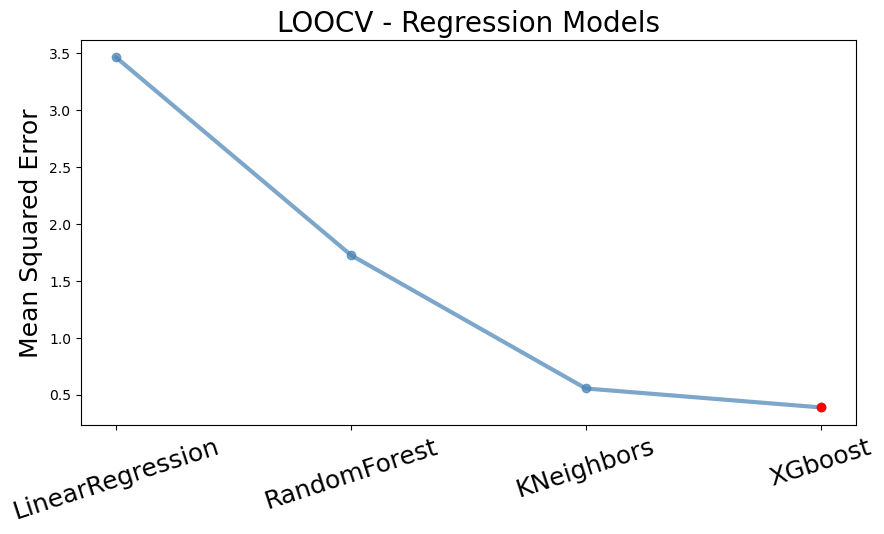 LOOCV - Regression Models
Mean Squared Error
3.5
3.0
2.5
2.0
1.5
1.0
0.5
LinearRegression
RandomForest
KNeighbors
XGboost